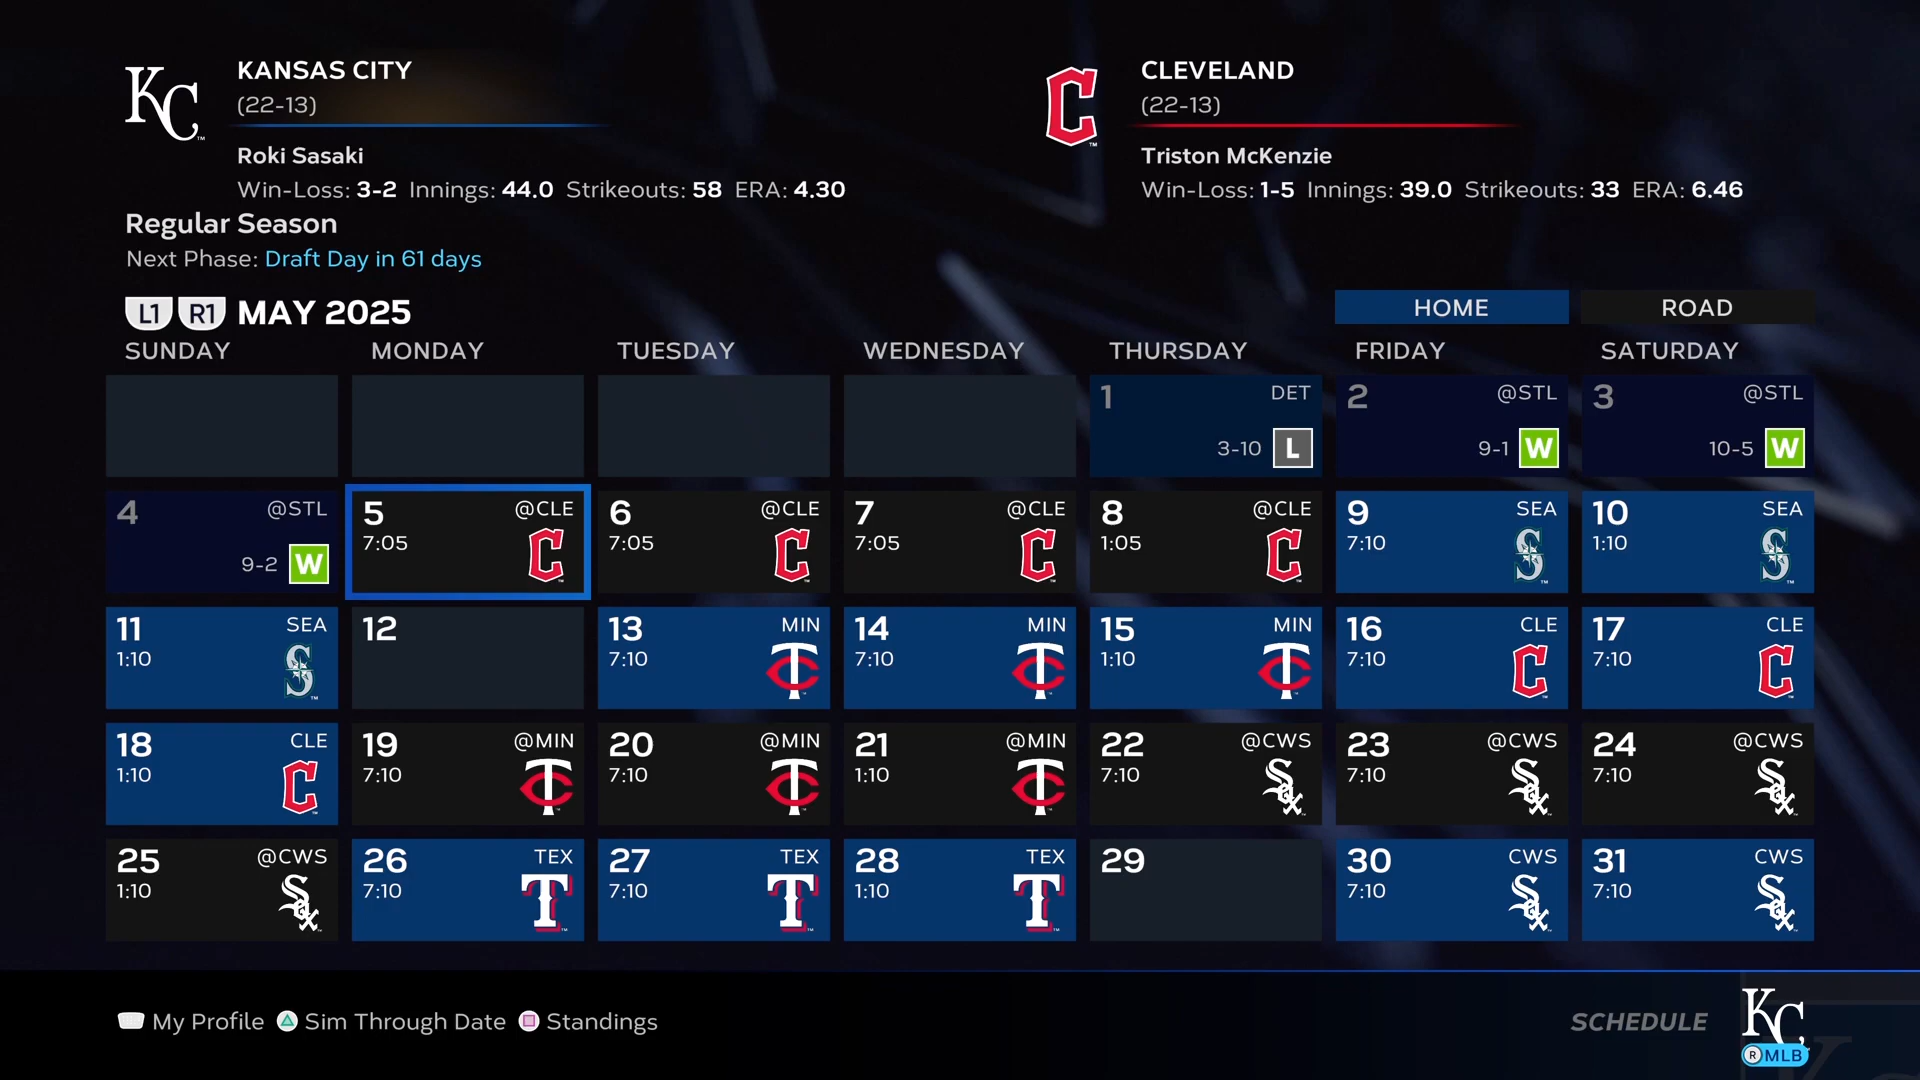 KANSAS CITY
(22-13)
Roki Sasaki
Win-Loss: 3-2 Innings: 44.0 Strikeouts: 58 ERA: 4.30
CLEVELAND
(22-13)
Triston McKenzie
Win-Loss: 1-5 Innings: 39.0 Strikeouts: 33 ERA: 6.46
Regular Season
Next Phase: Draft Day in 61 days
L1 R1 MAY 2025
HOME ROAD
SUNDAY MONDAY TUESDAY WEDNESDAY THURSDAY FRIDAY SATURDAY
1 DET 2 @STL 3 @STL
3-10 L 9-1 W 10-5 W
4 @STL 5 @CLE 6 @CLE 7 @CLE 8 @CLE 9 SEA 10 SEA
9-2 W 7:05 7:05 7:05 1:05 7:10 1:10
11 SEA 12 13 MIN 14 MIN 15 MIN 16 CLE 17 CLE
1:10 7:10 7:10 1:10 7:10 7:10
18 CLE 19 @MIN 20 @MIN 21 @MIN 22 @CWS 23 @CWS 24 @CWS
1:10 7:10 7:10 1:10 7:10 7:10 7:10
25 @CWS 26 TEX 27 TEX 28 TEX 29 30 CWS 31 CWS
1:10 7:10 7:10 1:10 7:10 7:10
My Profile Sim Through Date Standings
SCHEDULE KC
R MLB